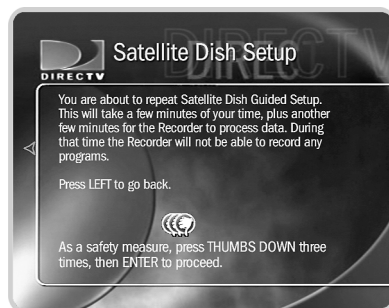 Satellite Dish Setup
DIRECTV
You are about to repeat Satellite Dish Guided Setup.
This will take a few minutes of your time, plus another
few minutes for the Recorder to process data. During
that time the Recorder will not be able to record any
programs.
Press LEFT to go back.
As a safety measure, press THUMBS DOWN three
times, then ENTER to proceed.